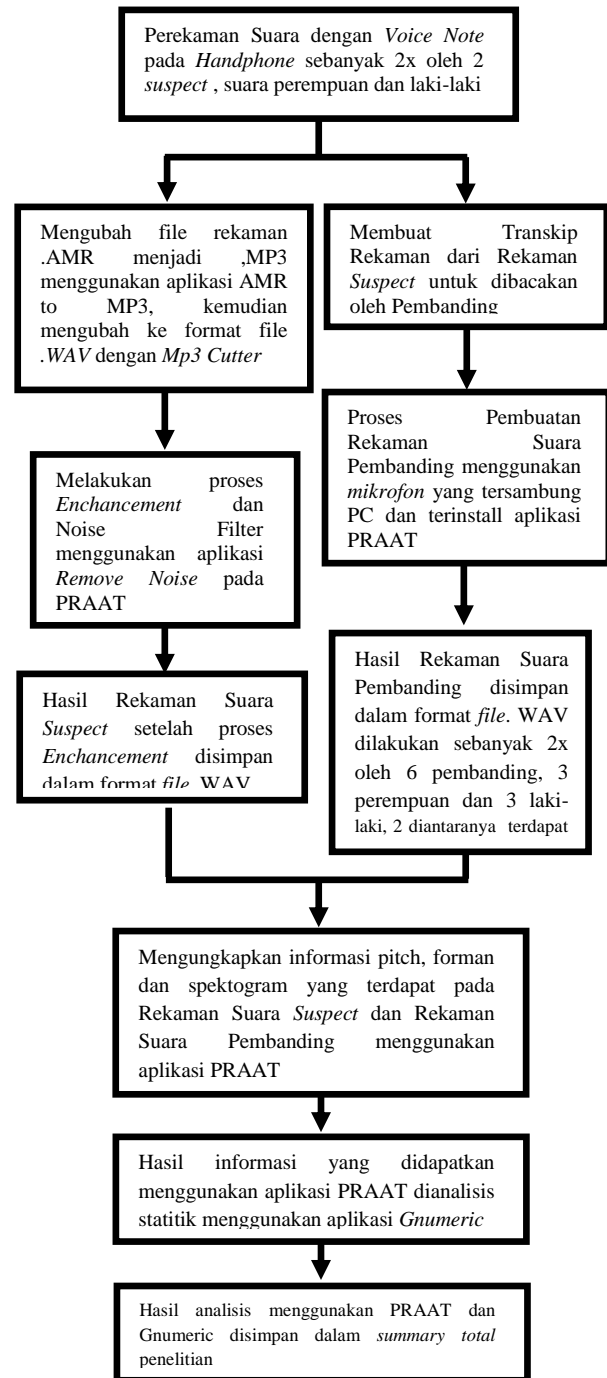 Perekaman Suara dengan Voice Note
pada Handphone sebanyak 2x oleh 2
suspect , suara perempuan dan laki-laki
Mengubah file rekaman
.AMR menjadi ,MP3
menggunakan aplikasi AMR
to MP3, kemudian
mengubah ke format file
.WAV dengan Mp3 Cutter
Melakukan proses
Enchancement dan
Noise Filter
menggunakan aplikasi
Remove Noise pada
PRAAT
Hasil Rekaman Suara
Suspect setelah proses
Enchancement disimpan
dalam format file. WAV
Membuat Transkip
Rekaman dari Rekaman
Suspect untuk dibacakan
oleh Pembanding
Proses Pembuatan
Rekaman Suara
Pembanding menggunakan
mikrofon yang tersambung
PC dan terinstall aplikasi
PRAAT
Hasil Rekaman Suara
Pembanding disimpan
dalam format file. WAV
dilakukan sebanyak 2x
oleh 6 pembanding, 3
perempuan dan 3 laki-
laki, 2 diantaranya terdapat
Mengungkapkan informasi pitch, forman
dan spektogram yang terdapat pada
Rekaman Suara Suspect dan Rekaman
Suara Pembanding menggunakan
aplikasi PRAAT
Hasil informasi yang didapatkan
menggunakan aplikasi PRAAT dianalisis
statitik menggunakan aplikasi Gnumeric
Hasil analisis menggunakan PRAAT dan
Gnumeric disimpan dalam summary total
penelitian